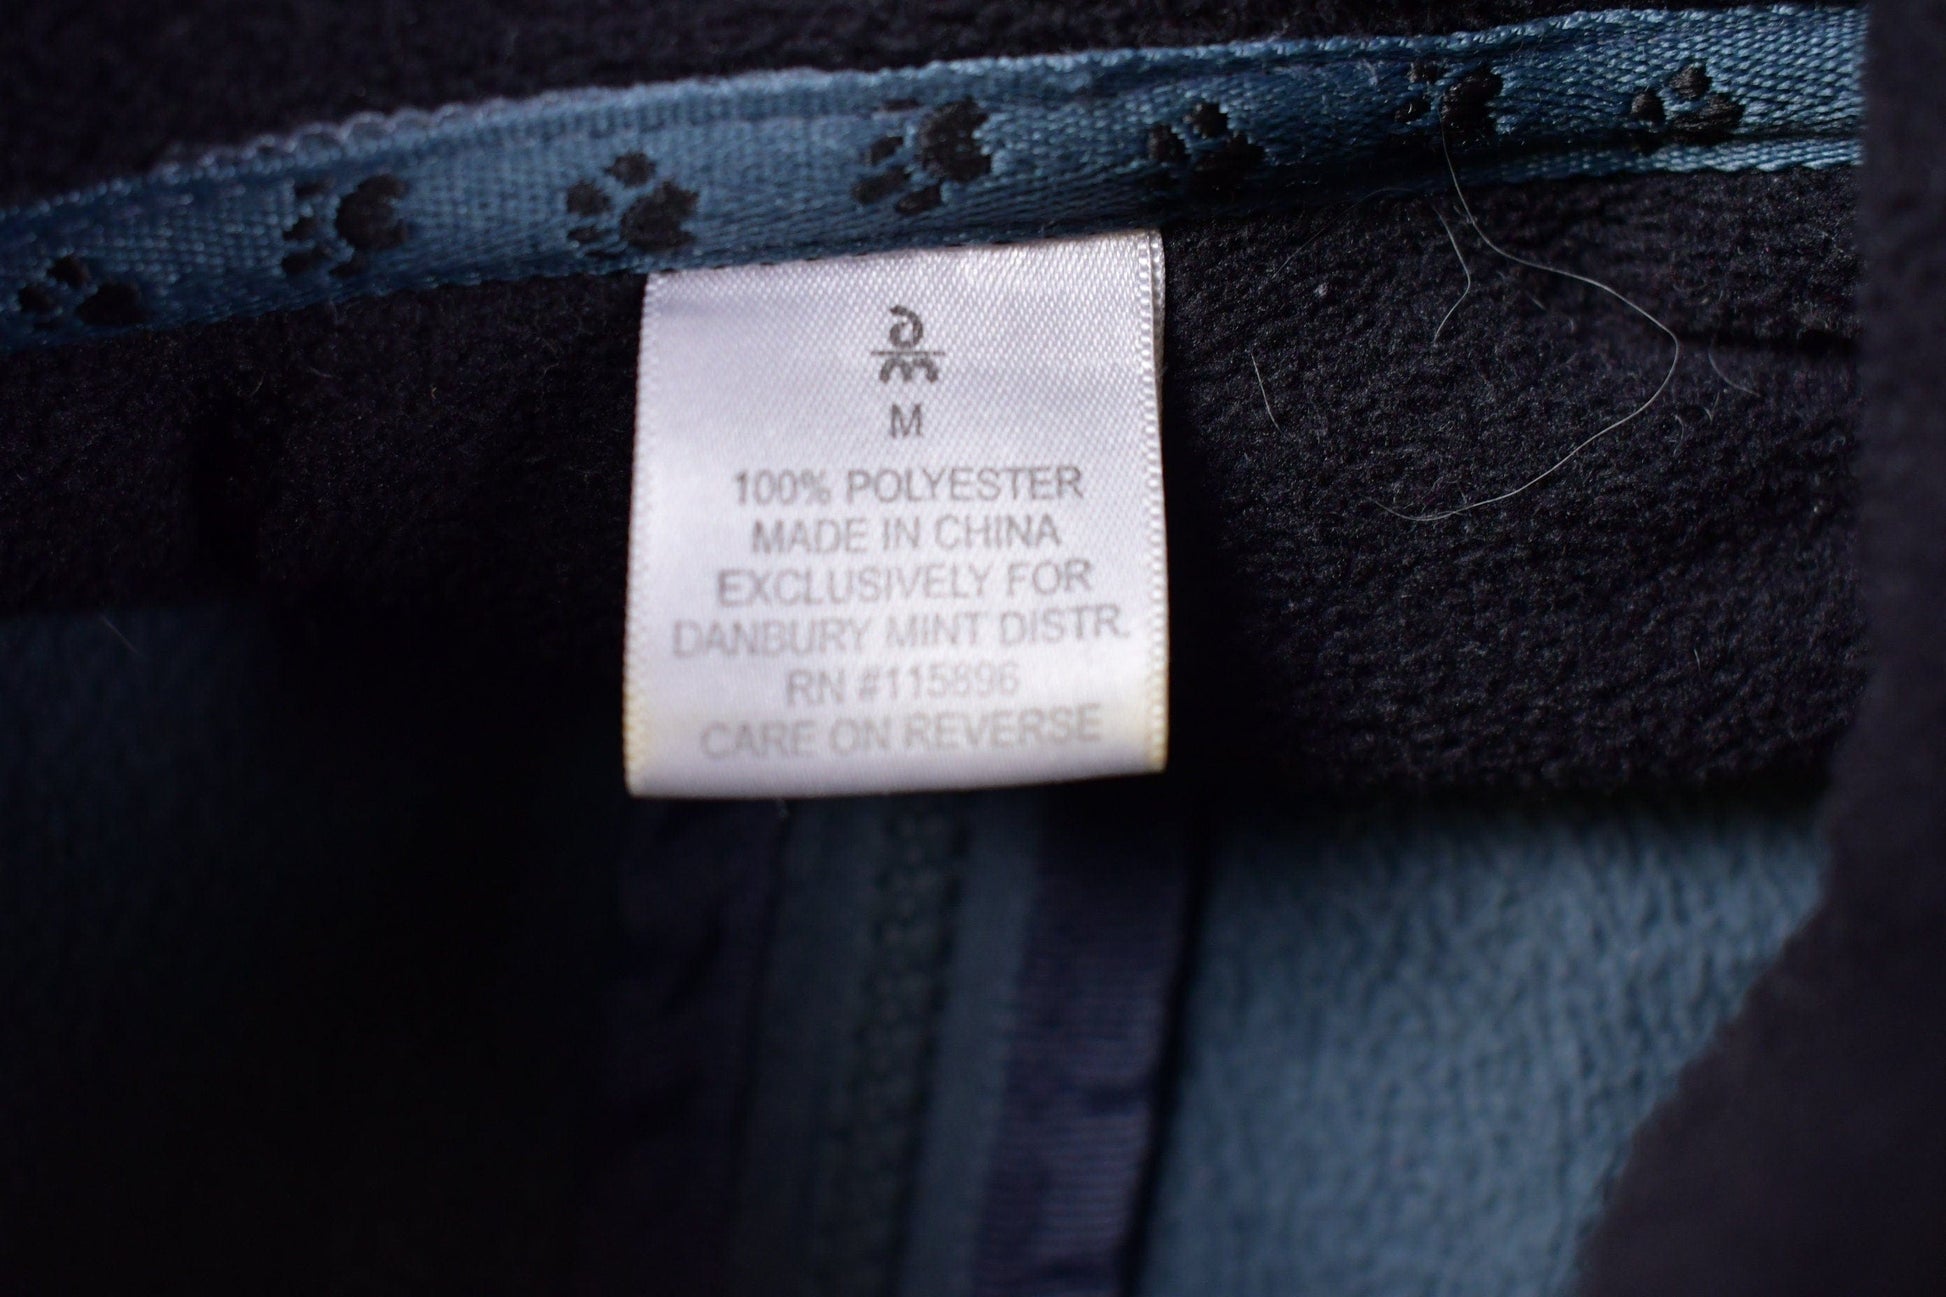 M
100% POLYESTER
MADE IN CHINA
EXCLUSIVELY FOR
DANBURY MINT DISTR.
RN #115896
CARE ON REVERSE